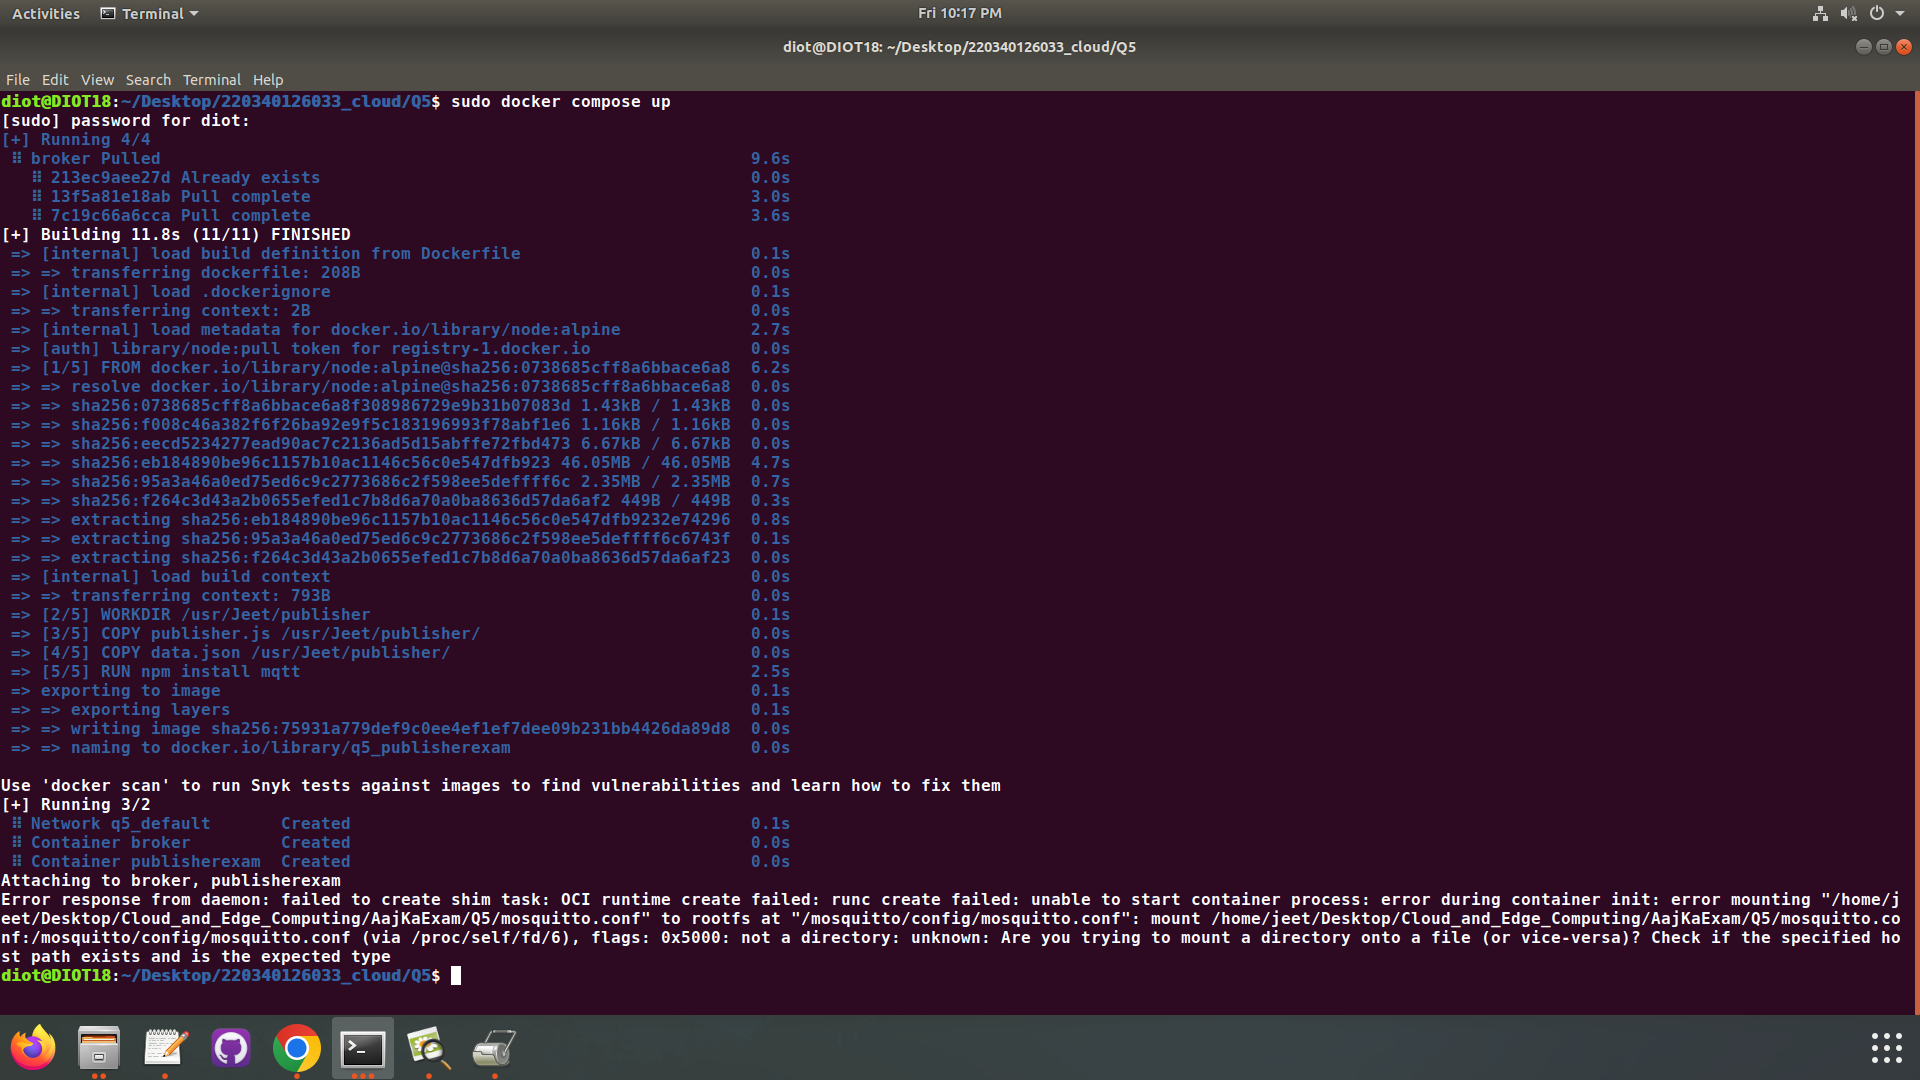 Activities
Terminal
Fri 10:17 PM
diot@DIOT18: ~/Desktop/220340126033_cloud/Q5
File Edit View Search Terminal Help
diot@DIOT18:~/Desktop/220340126033_cloud/Q5$ sudo docker compose up
[sudo] password for diot:
[+] Running 4/4
⠿ broker Pulled 9.6s
⠿ 213ec9aee27d Already exists 0.0s
⠿ 13f5a81e18ab Pull complete 3.0s
⠿ 7c19c66a6cca Pull complete 3.6s
[+] Building 11.8s (11/11) FINISHED
=> [internal] load build definition from Dockerfile 0.1s
=> => transferring dockerfile: 208B 0.0s
=> [internal] load .dockerignore 0.1s
=> => transferring context: 2B 0.0s
=> [internal] load metadata for docker.io/library/node:alpine 2.7s
=> [auth] library/node:pull token for registry-1.docker.io 0.0s
=> [1/5] FROM docker.io/library/node:alpine@sha256:0738685cff8a6bbace6a8 6.2s
=> => resolve docker.io/library/node:alpine@sha256:0738685cff8a6bbace6a8 0.0s
=> => sha256:0738685cff8a6bbace6a8f308986729e9b31b07083d 1.43kB / 1.43kB 0.0s
=> => sha256:f008c46a382f6f26ba92e9f5c183196993f78abf1e6 1.16kB / 1.16kB 0.0s
=> => sha256:eecd5234277ead90ac7c2136ad5d15abffe72fbd473 6.67kB / 6.67kB 0.0s
=> => sha256:eb184890be96c1157b10ac1146c56c0e547dfb923 46.05MB / 46.05MB 4.7s
=> => sha256:95a3a46a0ed75ed6c9c2773686c2f598ee5deffff6c 2.35MB / 2.35MB 0.7s
=> => sha256:f264c3d43a2b0655efed1c7b8d6a70a0ba8636d57da6af2 449B / 449B 0.3s
=> => extracting sha256:eb184890be96c1157b10ac1146c56c0e547dfb9232e74296 0.8s
=> => extracting sha256:95a3a46a0ed75ed6c9c2773686c2f598ee5deffff6c6743f 0.1s
=> => extracting sha256:f264c3d43a2b0655efed1c7b8d6a70a0ba8636d57da6af23 0.0s
=> [internal] load build context 0.0s
=> => transferring context: 793B 0.0s
=> [2/5] WORKDIR /usr/Jeet/publisher 0.1s
=> [3/5] COPY publisher.js /usr/Jeet/publisher/ 0.0s
=> [4/5] COPY data.json /usr/Jeet/publisher/ 0.0s
=> [5/5] RUN npm install mqtt 2.5s
=> exporting to image 0.1s
=> => exporting layers 0.1s
=> => writing image sha256:75931a779def9c0ee4ef1ef7dee09b231bb4426da89d8 0.0s
=> => naming to docker.io/library/q5_publisherexam 0.0s
Use 'docker scan' to run Snyk tests against images to find vulnerabilities and learn how to fix them
[+] Running 3/2
⠿ Network q5_default Created 0.1s
⠿ Container broker Created 0.0s
⠿ Container publisherexam Created 0.0s
Attaching to broker, publisherexam
Error response from daemon: failed to create shim task: OCI runtime create failed: runc create failed: unable to start container process: error during container init: error mounting "/home/j
eet/Desktop/Cloud_and_Edge_Computing/AajKaExam/Q5/mosquitto.conf" to rootfs at "/mosquitto/config/mosquitto.conf": mount /home/jeet/Desktop/Cloud_and_Edge_Computing/AajKaExam/Q5/mosquitto.co
nf:/mosquitto/config/mosquitto.conf (via /proc/self/fd/6), flags: 0x5000: not a directory: unknown: Are you trying to mount a directory onto a file (or vice-versa)? Check if the specified ho
st path exists and is the expected type
diot@DIOT18:~/Desktop/220340126033_cloud/Q5$